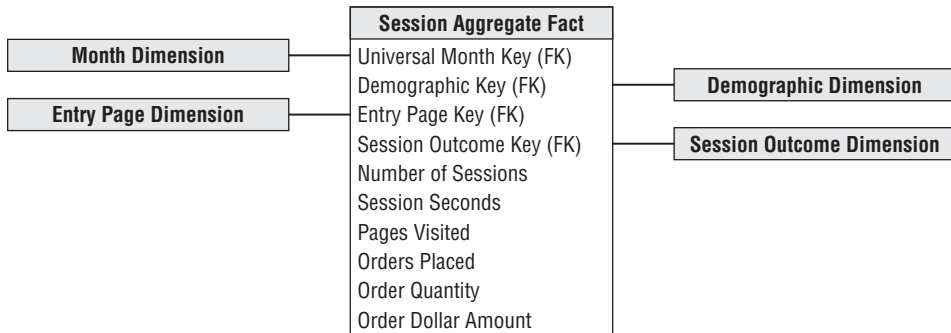 Session Aggregate Fact
Month Dimension
Universal Month Key (FK)
Demographic Key (FK)
Demographic Dimension
Entry Page Dimension
Entry Page Key (FK)
Session Outcome Key (FK)
Session Outcome Dimension
Number of Sessions
Session Seconds
Pages Visited
Orders Placed
Order Quantity
Order Dollar Amount